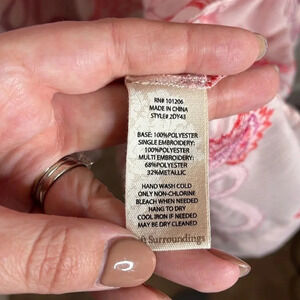 RN# 101206
MADE IN CHINA
STYLE# 2DY43
BASE: 100%POLYESTER
SINGLE EMBROIDERY:
100%POLYESTER
MULTI EMBROIDERY:
68%POLYESTER
32%METALLIC
HAND WASH COLD
ONLY NON-CHLORINE
BLEACH WHEN NEEDED
HANG TO DRY
COOL IRON IF NEEDED
MAY BE DRY CLEANED
Surroundings